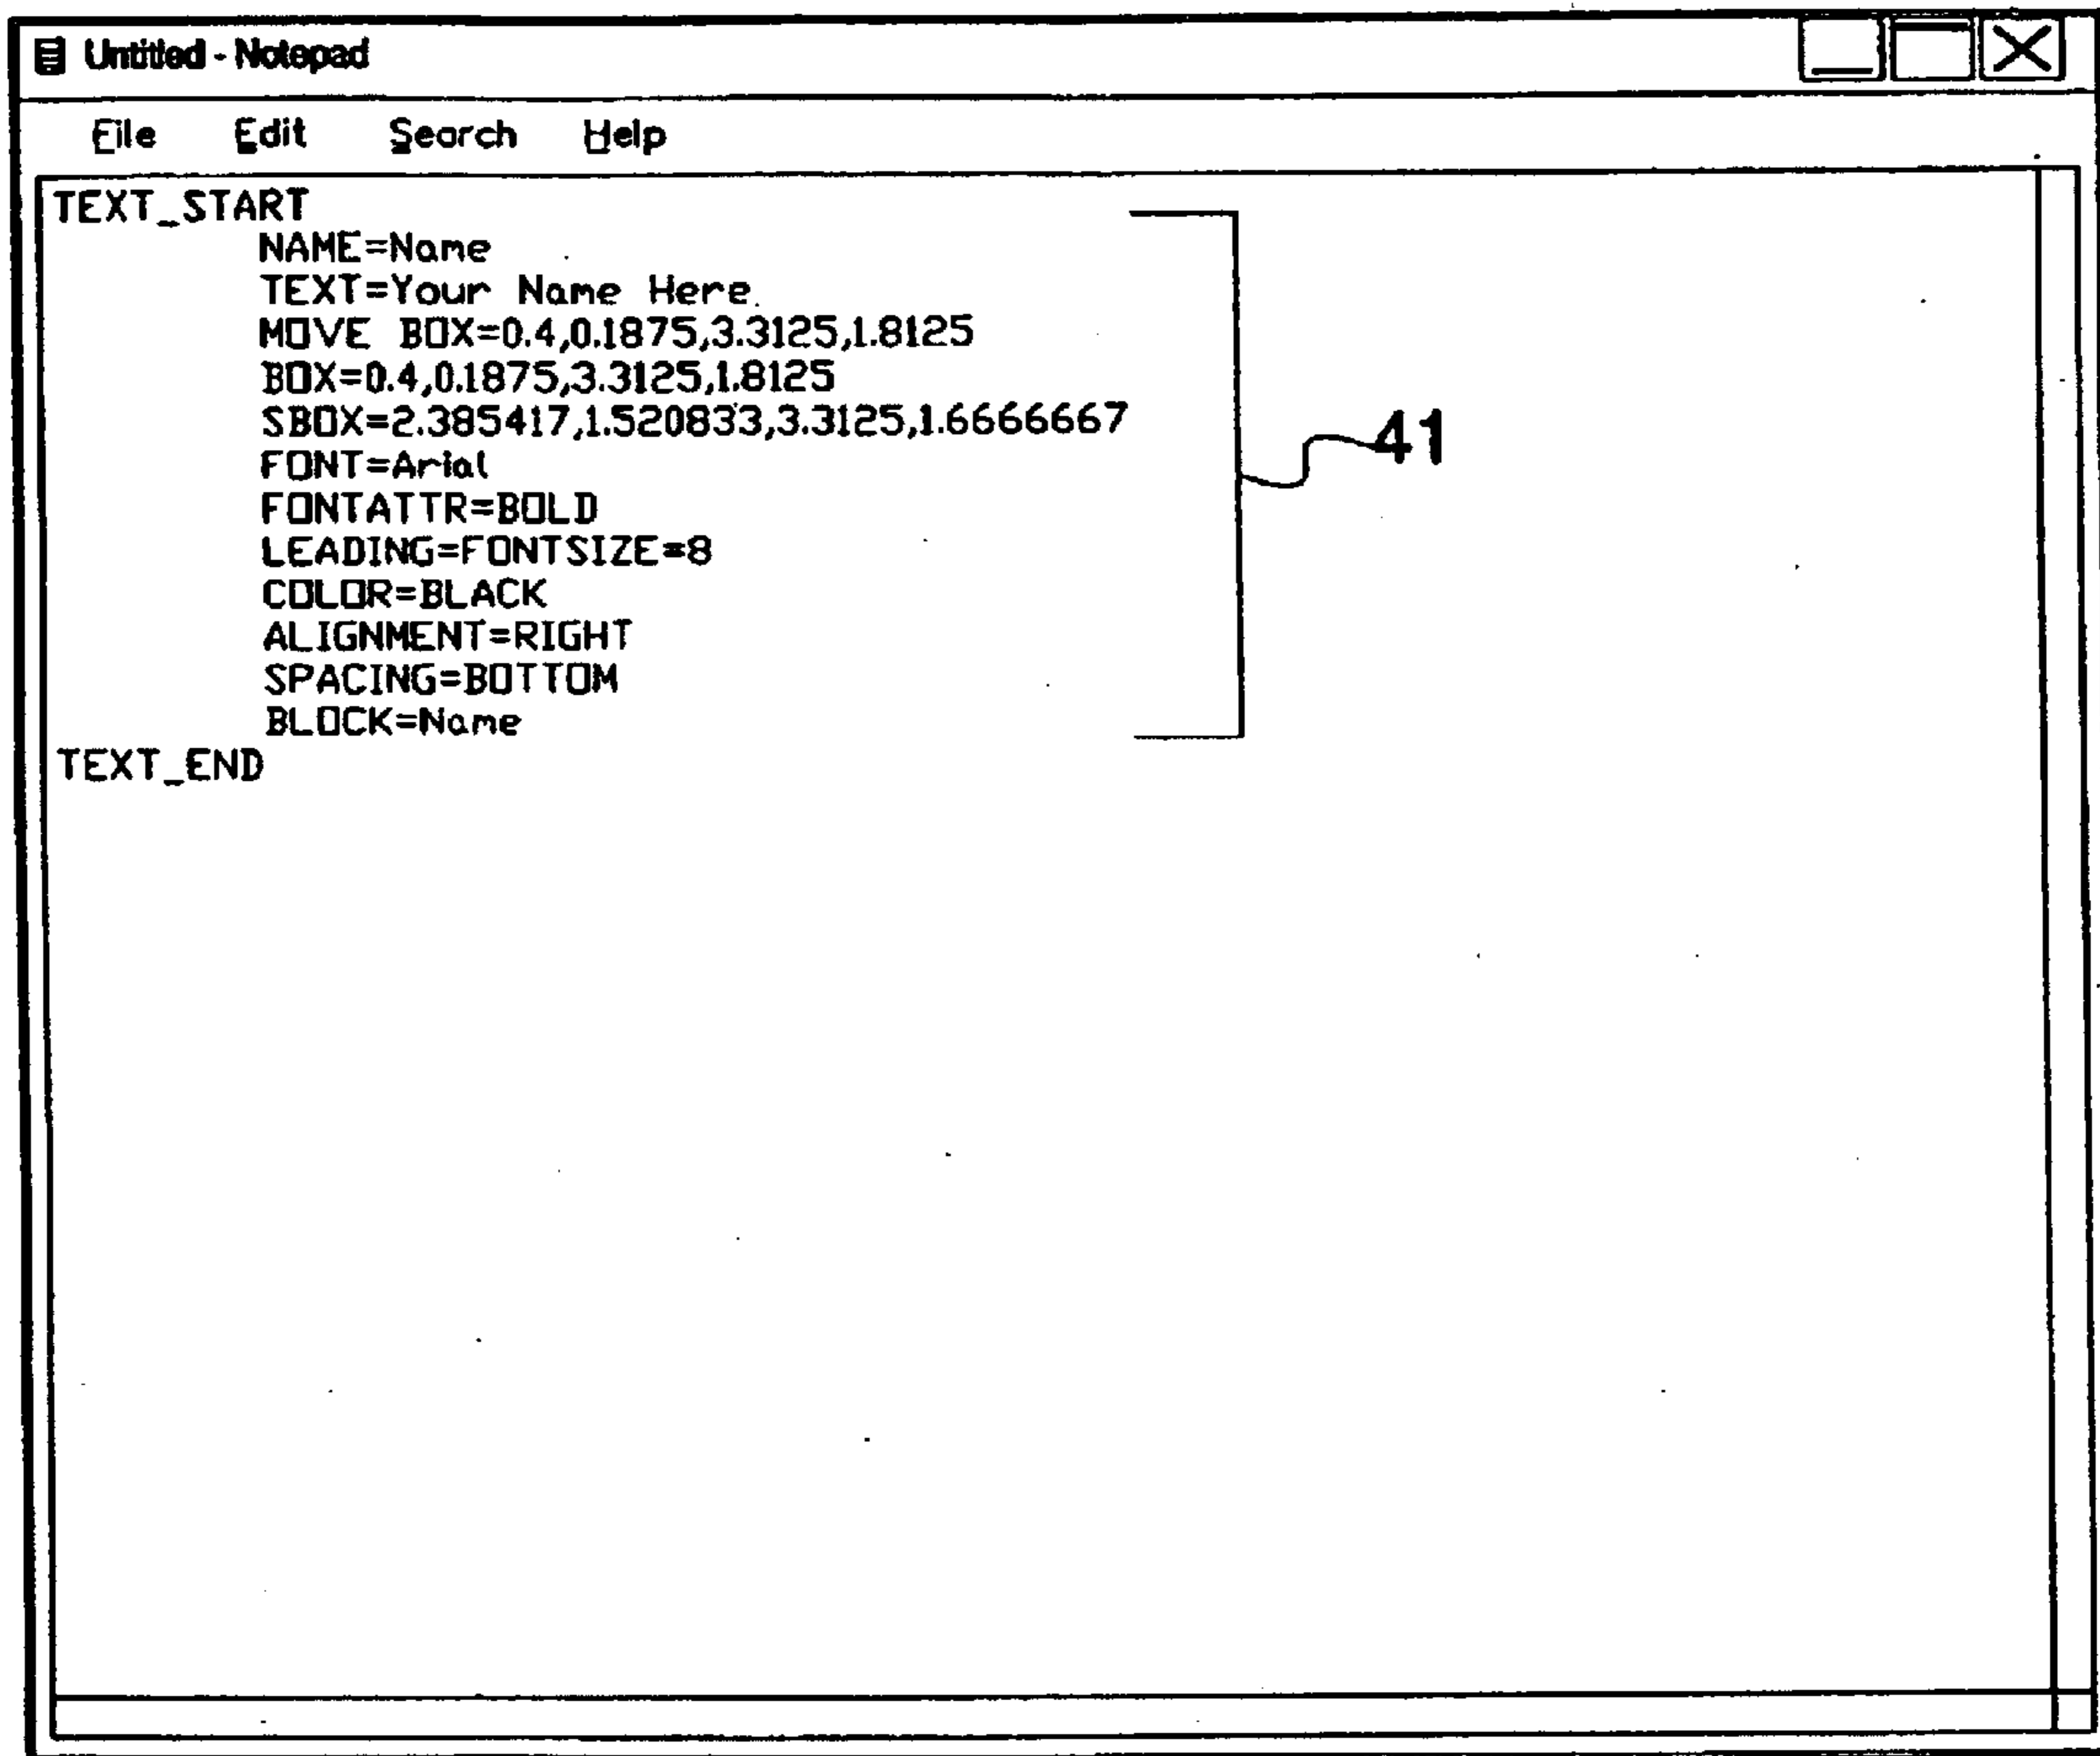 Untitled - Notepad
File Edit Search Help
TEXT_START
NAME=Name
TEXT=Your Name Here
MOVE BOX=0.4,0.1875,3.3125,1.8125
BOX=0.4,0.1875,3.3125,1.8125
SBOX=2.385417,1.520833,3.3125,1.6666667
FONT=Arial
FONTATTR=BOLD
LEADING=FONTSIZE=8
COLOR=BLACK
ALIGNMENT=RIGHT
SPACING=BOTTOM
BLOCK=Name
TEXT_END
41